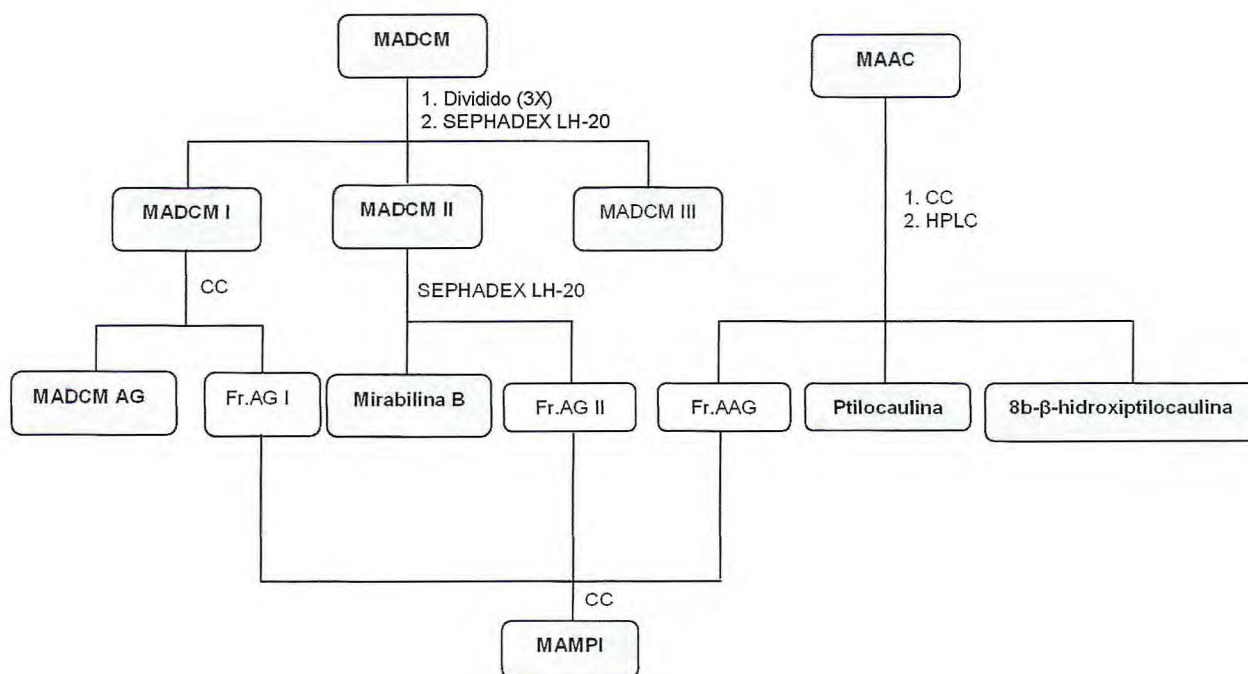 MADCM
MAAC
1. Dividido (3X)
2. SEPHADEX LH-20
MADCM I
MADCM II
MADCM III
1. CC
2. HPLC
CC
SEPHADEX LH-20
MADCM AG
Fr.AG I
Mirabilina B
Fr.AG II
Fr.AAG
Ptilocaulina
8b-β-hidroxiptilocaulina
CC
MAMPI